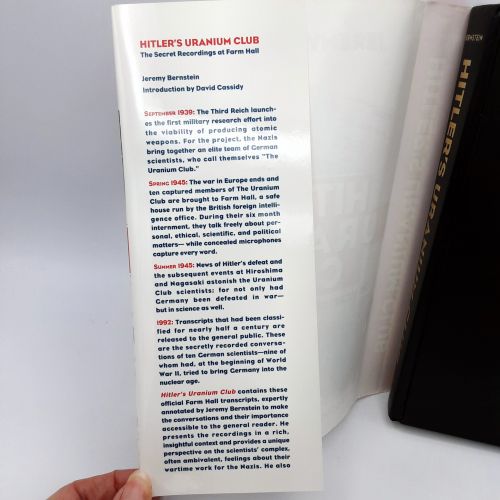 HITLER'S URANIUM CLUB
The Secret Recordings at Farm Hall
Jeremy Bernstein
Introduction by David Cassidy
SEPTEMBER 1939: The Third Reich launch-
es the first military research effort into
the viability of producing atomic
weapons. For the project, the Nazis
bring together an elite team of German
scientists, who call themselves "The
Uranium Club."
SPRING 1945: The war in Europe ends and
ten captured members of The Uranium
Club are brought to Farm Hall, a safe
house run by the British foreign intelli-
gence office. During their six month
internment, they talk freely about per-
sonal, ethical, scientific, and political
matters— while concealed microphones
capture every word.
SUMMER 1945: News of Hitler's defeat and
the subsequent events at Hiroshima
and Nagasaki astonish the Uranium
Club scientists; for not only had
Germany been defeated in war—
but in science as well.
1992: Transcripts that had been classi-
fied for nearly half a century are
released to the general public. These
are the secretly recorded conversa-
tions of ten German scientists—nine of
whom had, at the beginning of World
War II, tried to bring Germany into the
nuclear age.
Hitler's Uranium Club contains these
official Farm Hall transcripts, expertly
annotated by Jeremy Bernstein to make
the conversations and their importance
accessible to the general reader. He
presents the recordings in a rich,
insightful context and provides a unique
perspective on the scientists' complex,
often ambivalent, feelings about their
wartime work for the Nazis. He also
HITLER'S URANIUM